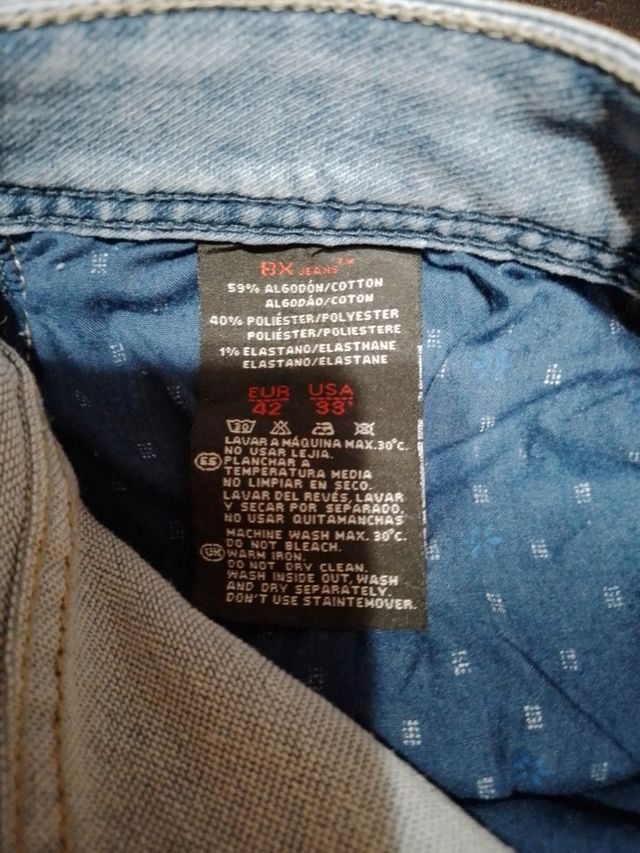 BX JEANS™
59% ALGODÓN/COTTON
ALGODÁO/COTON
40% POLIÉSTER/POLYESTER
POLIÉSTER/POLIESTERE
1% ELASTANO/ELASTHANE
ELASTANO/ELASTANE
EUR USA
42 33'
30
LAVAR A MÁQUINA MAX.30°C.
NO USAR LEJIA.
ES PLANCHAR A
TEMPERATURA MEDIA
NO LIMPIAR EN SECO.
LAVAR DEL REVÉS, LAVAR
Y SECAR POR SEPARADO.
NO USAR QUITAMANCHAS
MACHINE WASH MAX. 30°C.
DO NOT BLEACH.
UK WARM IRON.
DO NOT DRY CLEAN.
WASH INSIDE OUT, WASH
AND DRY SEPARATELY.
DON'T USE STAINTEMOVER.